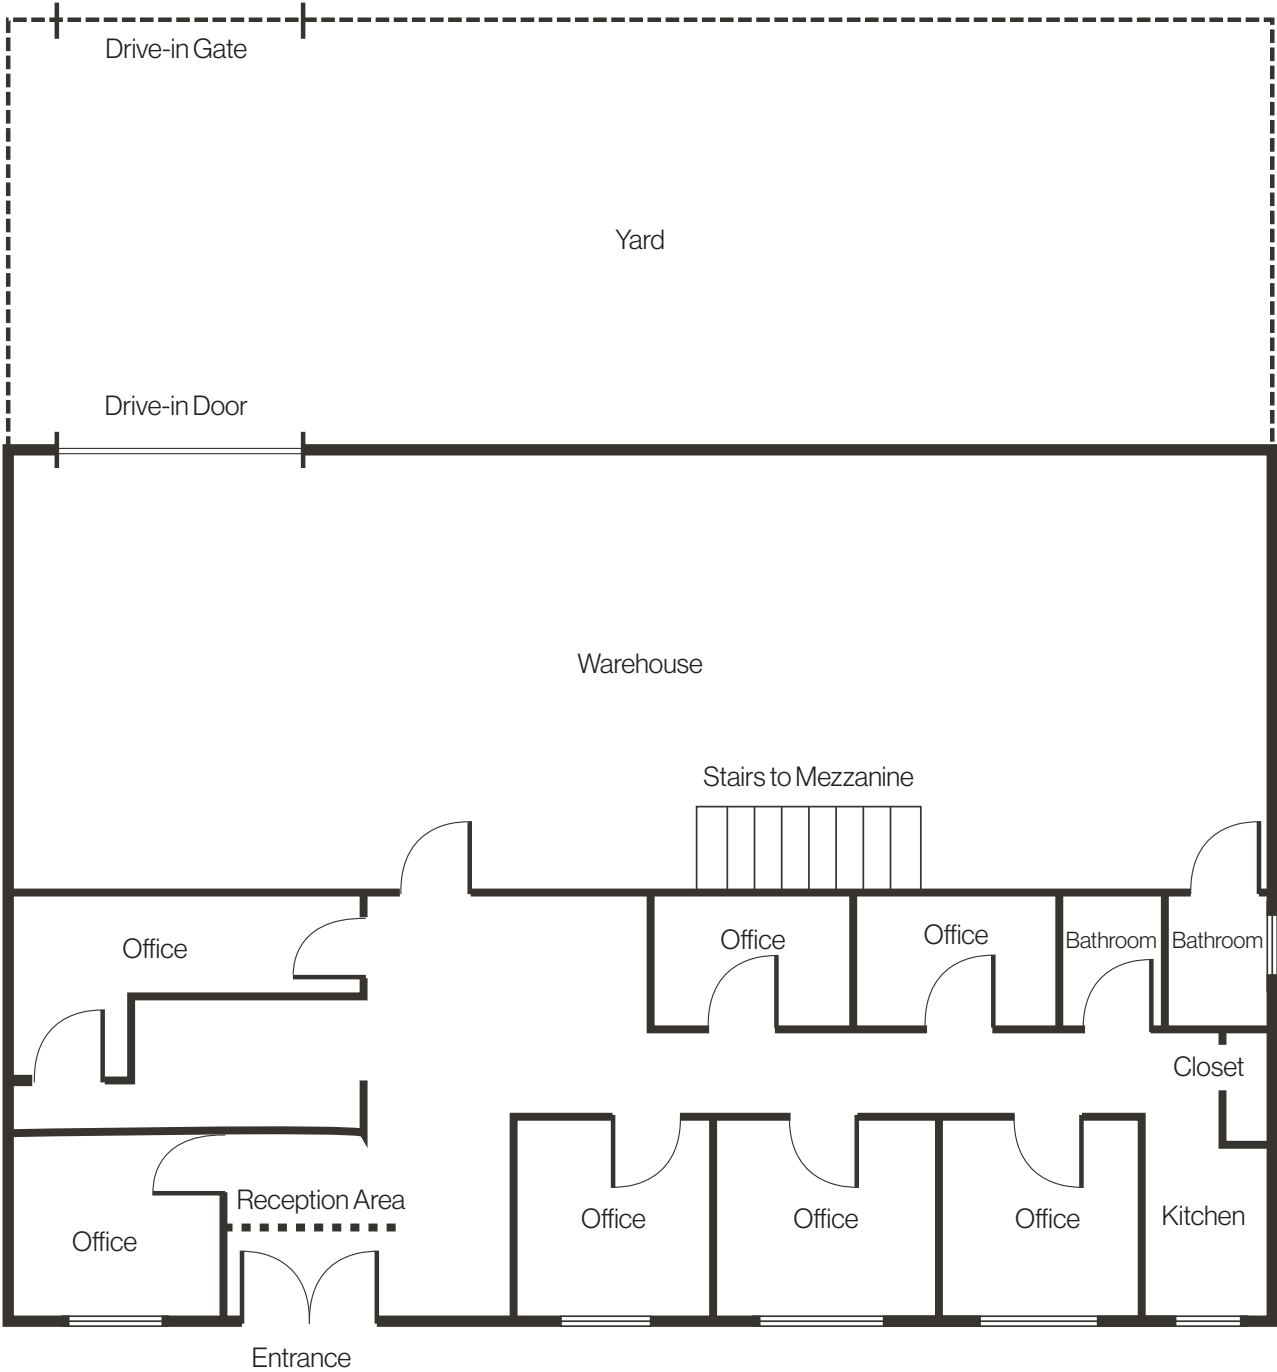 Drive-in Gate
Yard
Drive-in Door
Warehouse
Stairs to Mezzanine
Office
Office
Office
Bathroom
Bathroom
Closet
Reception Area
Office
Office
Office
Office
Kitchen
Entrance